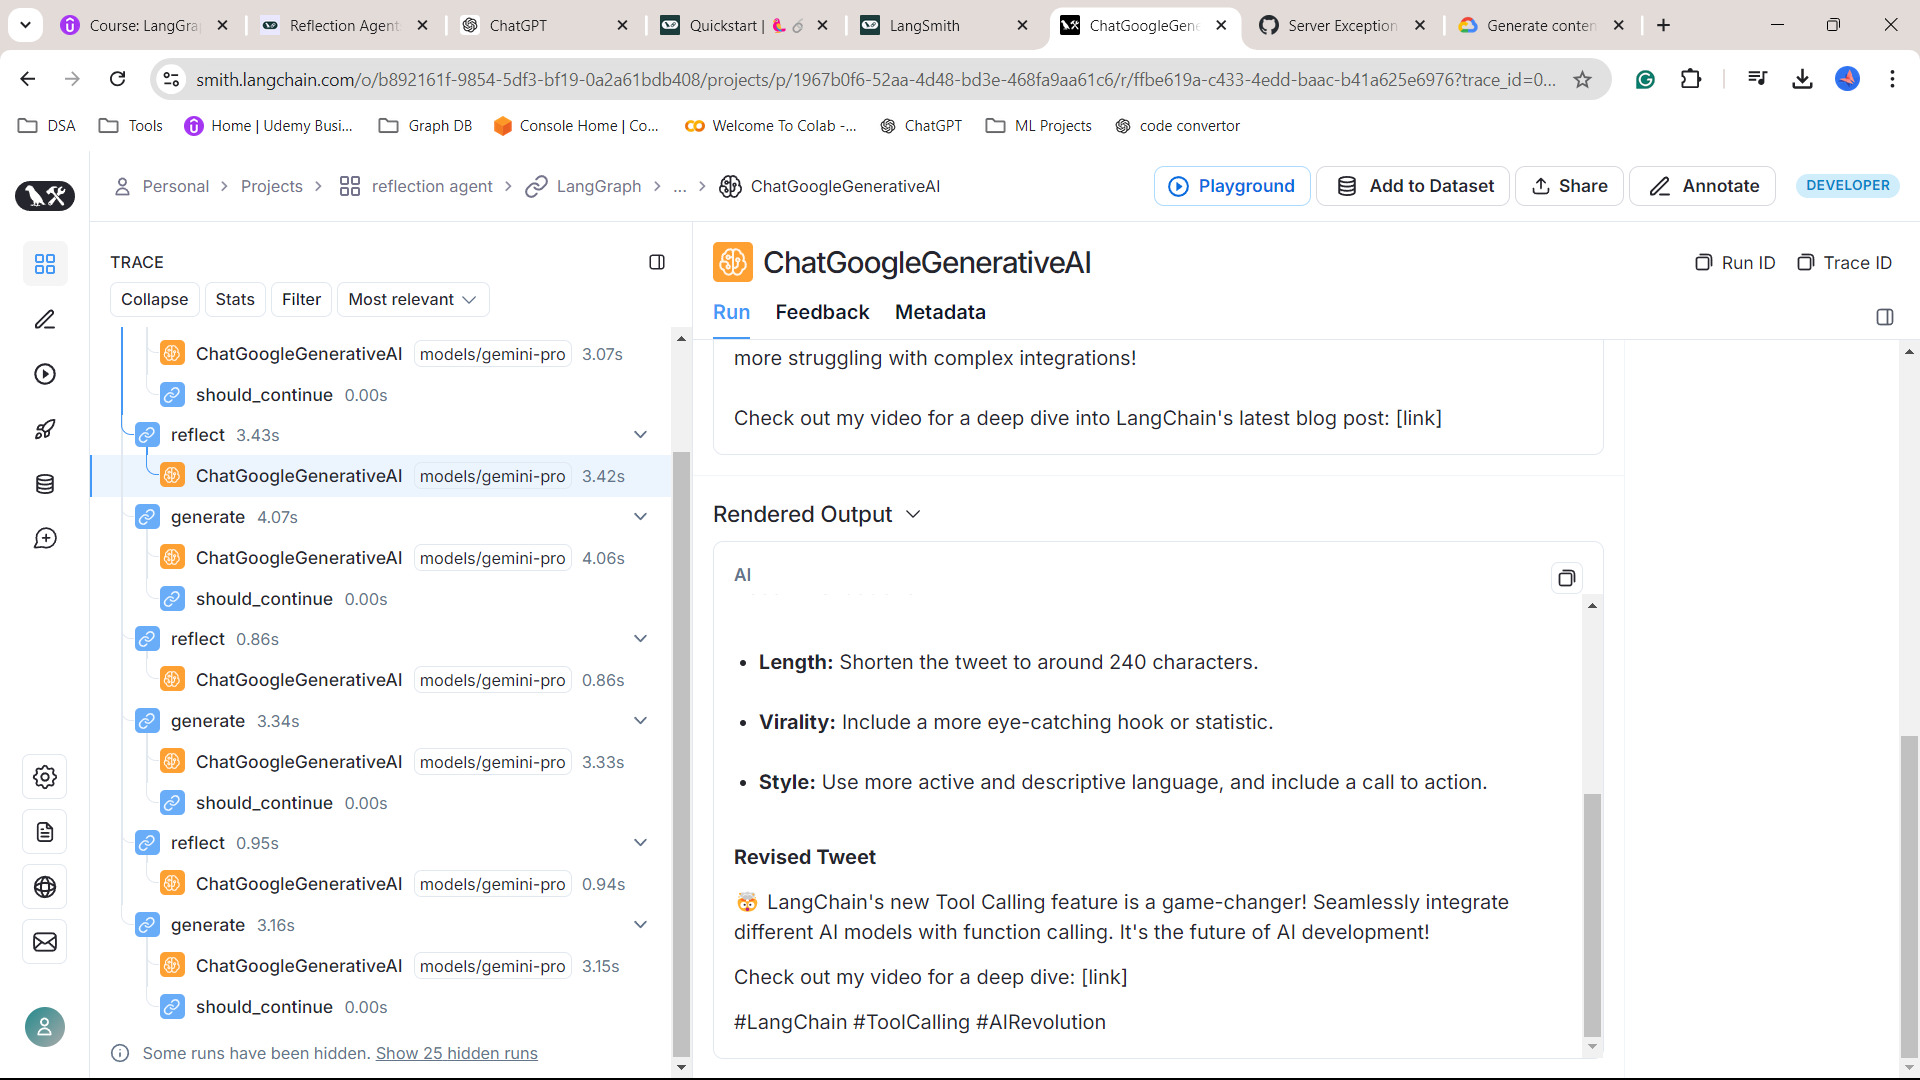 Course: LangGra
Reflection Agent
ChatGPT
Quickstart |
LangSmith
ChatGoogleGene
Server Exception
Generate conten
smith.langchain.com/o/b892161f-9854-5df3-bf19-0a2a61bdb408/projects/p/1967b0f6-52aa-4d48-bd3e-468fa9aa61c6/r/ffbe619a-c433-4edd-baac-b41a625e6976?trace_id=0...
DSA
Tools
Home | Udemy Busi...
Graph DB
Console Home | Co...
Welcome To Colab -...
ChatGPT
ML Projects
code convertor
Personal > Projects > reflection agent > LangGraph > ... > ChatGoogleGenerativeAI
Playground
Add to Dataset
Share
Annotate
DEVELOPER
TRACE
Collapse
Stats
Filter
Most relevant
ChatGoogleGenerativeAI models/gemini-pro 3.07s
should_continue 0.00s
reflect 3.43s
ChatGoogleGenerativeAI models/gemini-pro 3.42s
generate 4.07s
ChatGoogleGenerativeAI models/gemini-pro 4.06s
should_continue 0.00s
reflect 0.86s
ChatGoogleGenerativeAI models/gemini-pro 0.86s
generate 3.34s
ChatGoogleGenerativeAI models/gemini-pro 3.33s
should_continue 0.00s
reflect 0.95s
ChatGoogleGenerativeAI models/gemini-pro 0.94s
generate 3.16s
ChatGoogleGenerativeAI models/gemini-pro 3.15s
should_continue 0.00s
Some runs have been hidden. Show 25 hidden runs
ChatGoogleGenerativeAI
Run ID
Trace ID
Run
Feedback
Metadata
more struggling with complex integrations!
Check out my video for a deep dive into LangChain's latest blog post: [link]
Rendered Output
AI
• Length: Shorten the tweet to around 240 characters.
• Virality: Include a more eye-catching hook or statistic.
• Style: Use more active and descriptive language, and include a call to action.
Revised Tweet
🤯 LangChain's new Tool Calling feature is a game-changer! Seamlessly integrate
different AI models with function calling. It's the future of AI development!
Check out my video for a deep dive: [link]
#LangChain #ToolCalling #AIRevolution